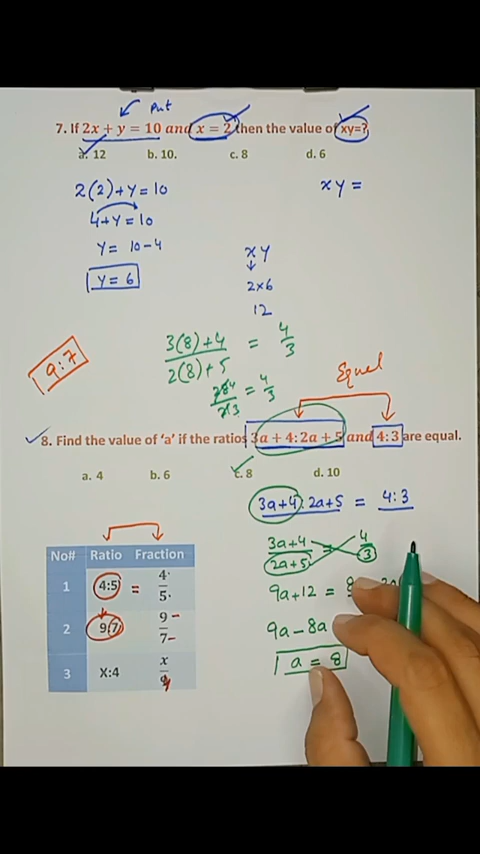 Put
7. If 2x + y = 10 and x = 2 then the value of xy=?
a. 12 b. 10. c. 8 d. 6
2(2)+y=10
xy =
4+y=10
y= 10-4
xy
y = 6
2×6
12
9:7
3(8)+4 / 2(8)+5 = 4/3
28 4 / 21 3 = 4/3
Equal
8. Find the value of ‘a’ if the ratios 3a + 4: 2a + 5 and 4: 3 are equal.
a. 4 b. 6 c. 8 d. 10
3a+4:2a+5 = 4:3
3a+4 / 2a+5 = 4/3
9a+12 =
9a-8a
a = 8
No# Ratio Fraction
1 4:5 = 4/5
2 9:7 9/7
3 X:4